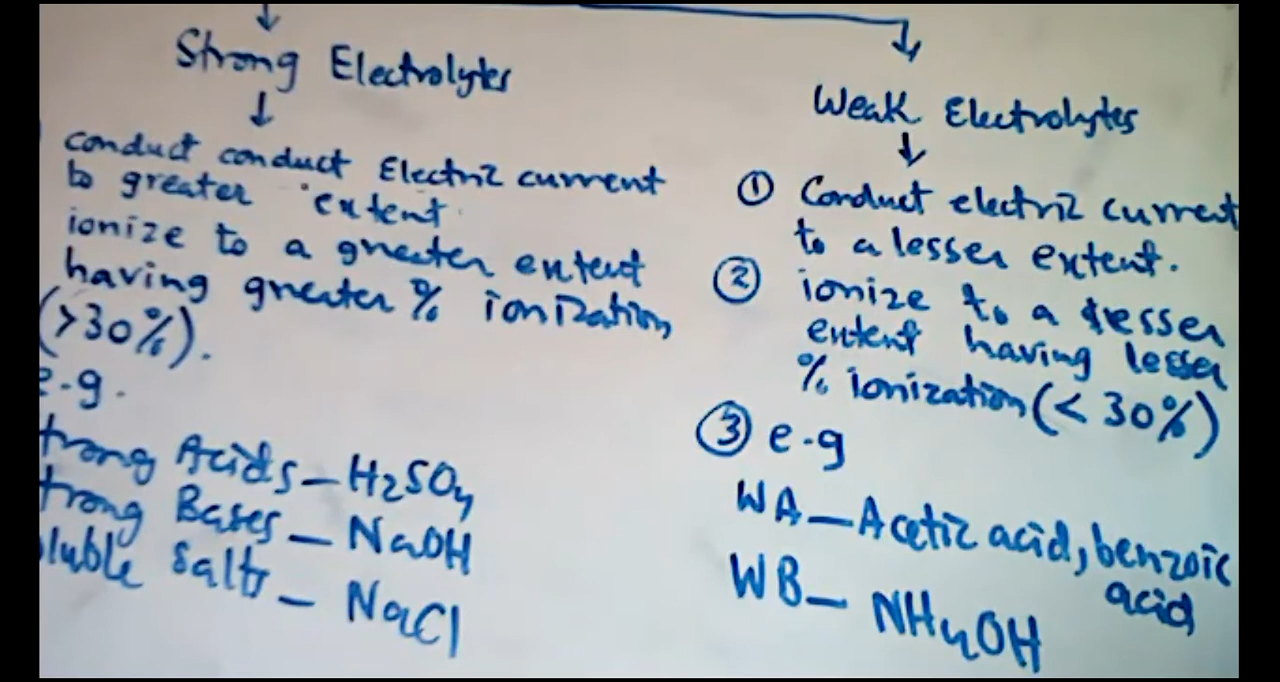 Strong Electrolytes
conduct conduct Electric current
to greater extent.
ionize to a greater extent
having greater % ionization
(>30%).
e-g.
trong Acids – H2SO4
trong Bases – NaOH
luble Salts – NaCl
Weak Electrolytes
① Conduct electric current
to a lesser extent.
② ionize to a lesser
extent having lesser
% ionization (< 30%)
③ e-g
WA – Acetic acid, benzoic
acid
WB – NH4OH